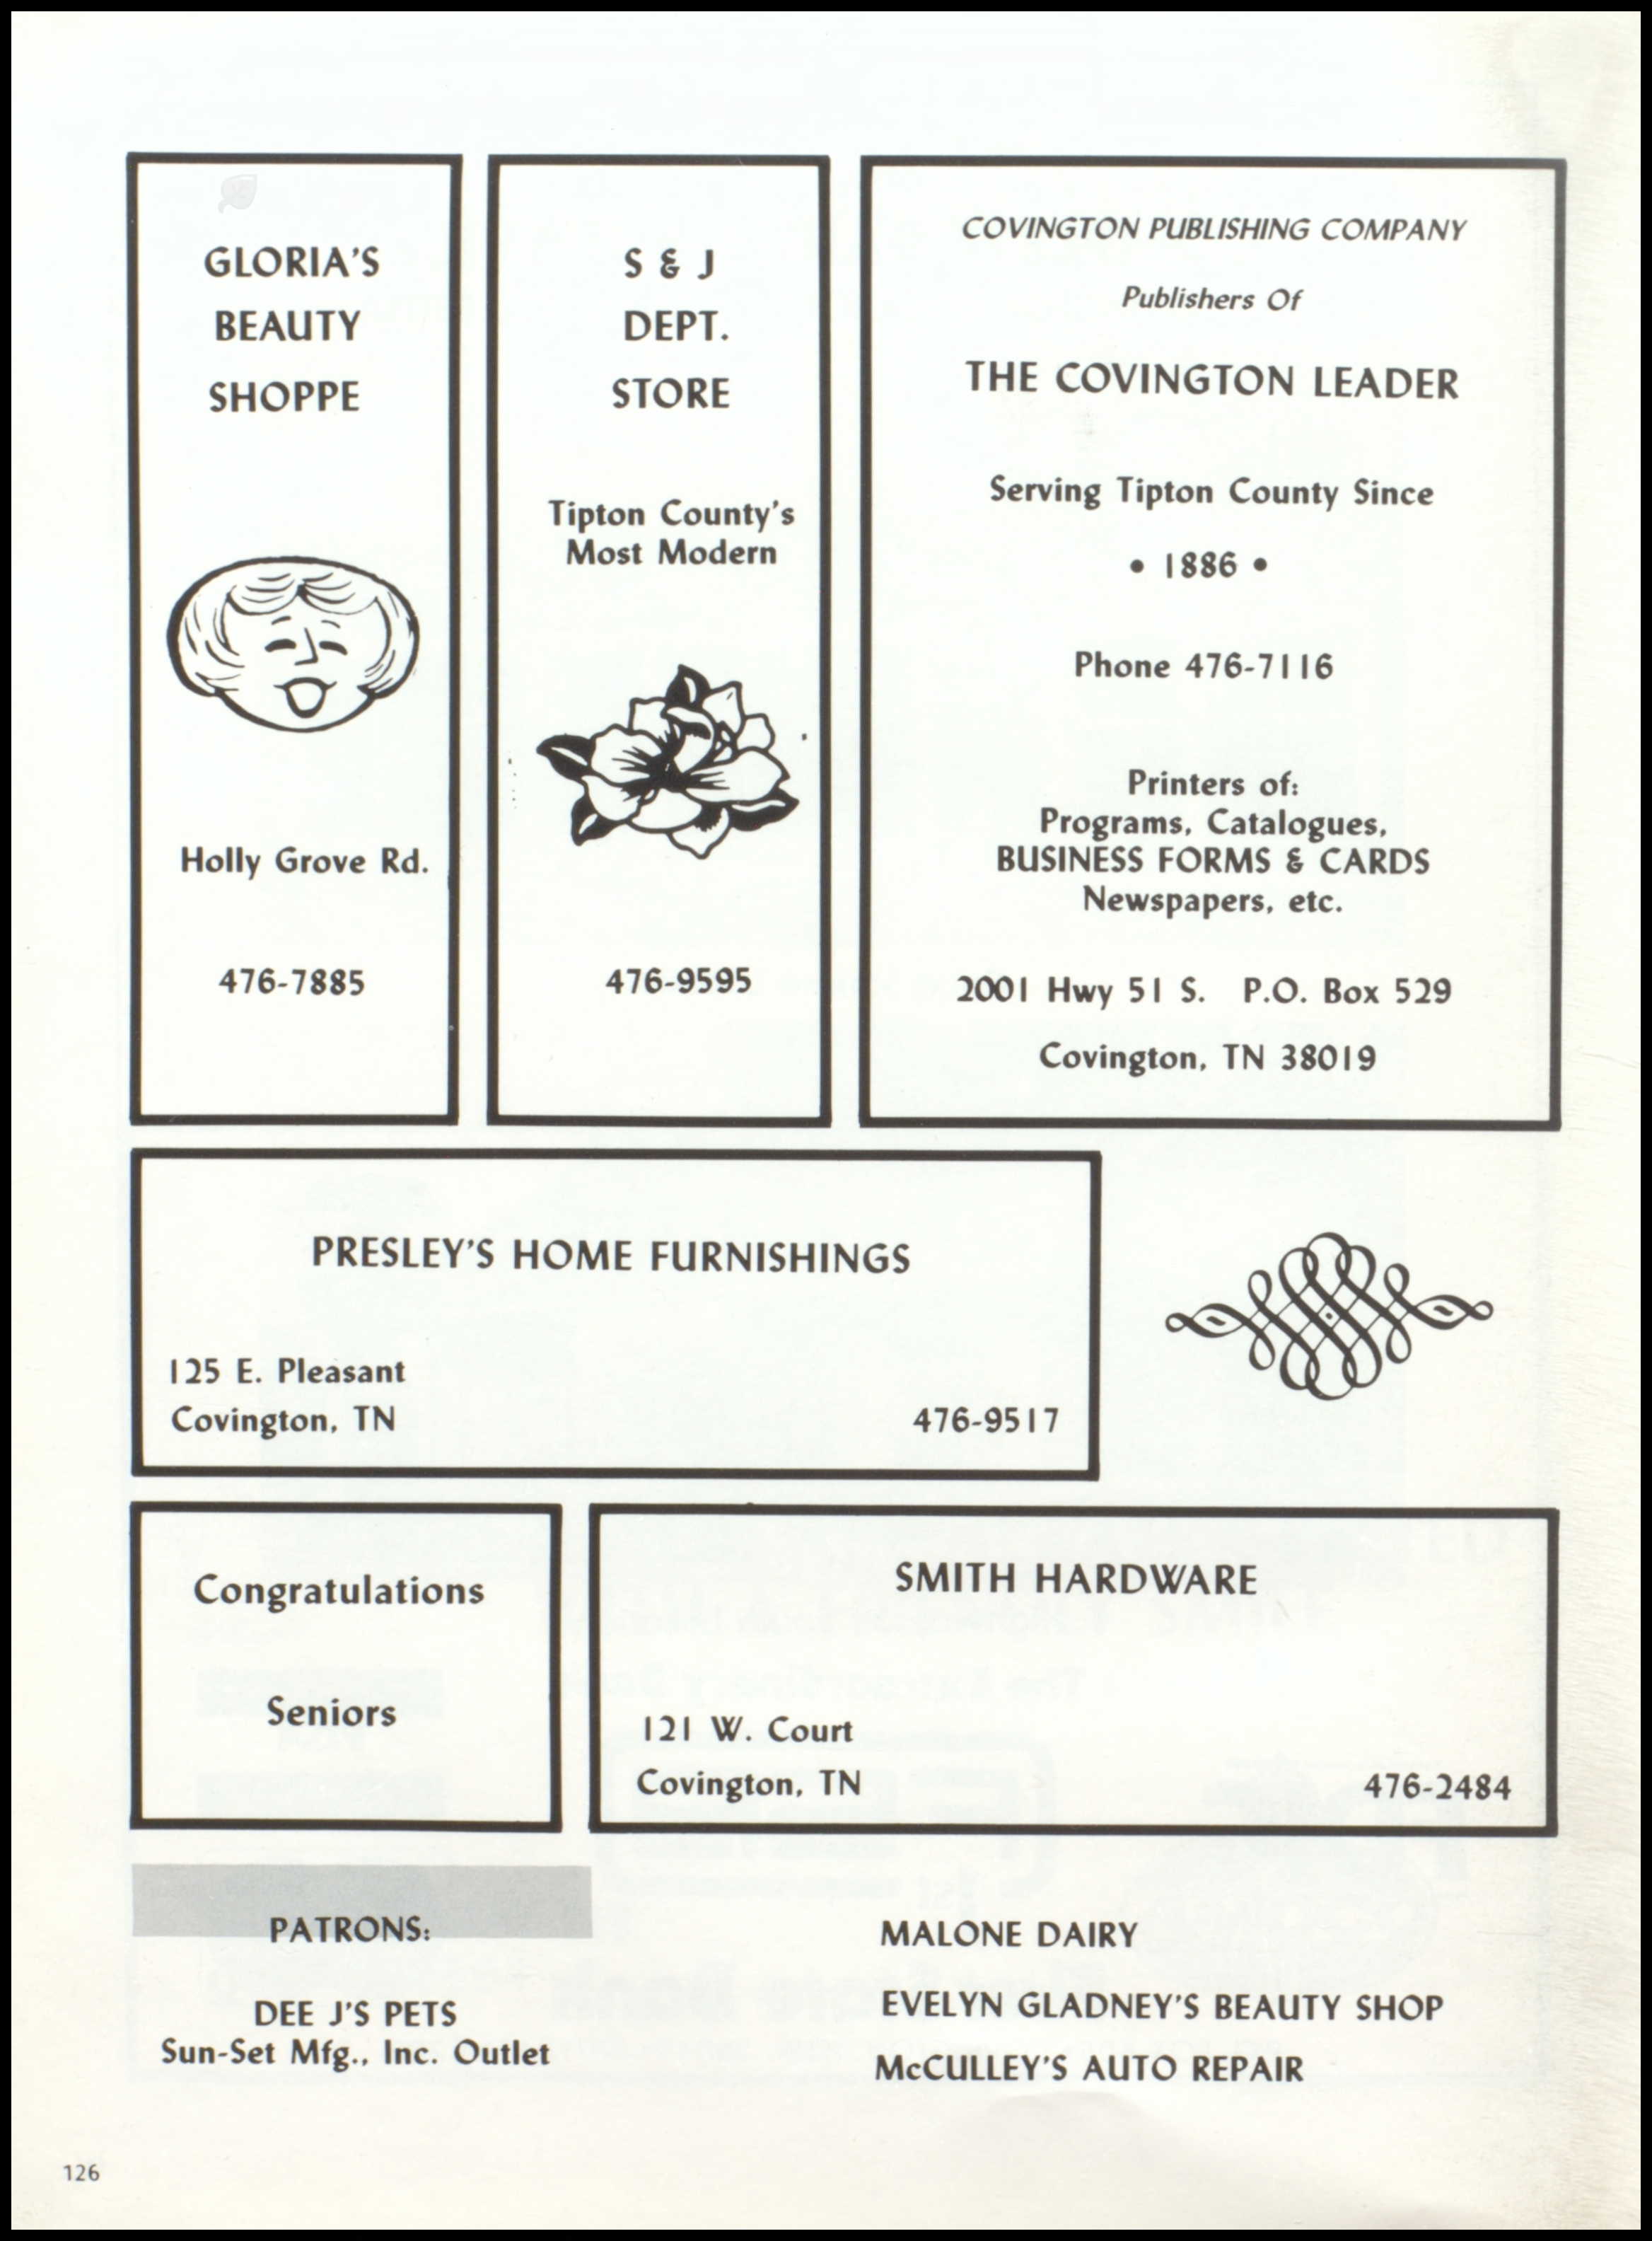 GLORIA'S
BEAUTY
SHOPPE
Holly Grove Rd.
476-7885
S & J
DEPT.
STORE
Tipton County's
Most Modern
476-9595
COVINGTON PUBLISHING COMPANY
Publishers Of
THE COVINGTON LEADER
Serving Tipton County Since
• 1886 •
Phone 476-7116
Printers of:
Programs, Catalogues,
BUSINESS FORMS & CARDS
Newspapers, etc.
2001 Hwy 51 S. P.O. Box 529
Covington, TN 38019
PRESLEY'S HOME FURNISHINGS
125 E. Pleasant
Covington, TN
476-9517
Congratulations
Seniors
SMITH HARDWARE
121 W. Court
Covington, TN
476-2484
PATRONS:
DEE J'S PETS
Sun-Set Mfg., Inc. Outlet
MALONE DAIRY
EVELYN GLADNEY'S BEAUTY SHOP
McCULLEY'S AUTO REPAIR
126